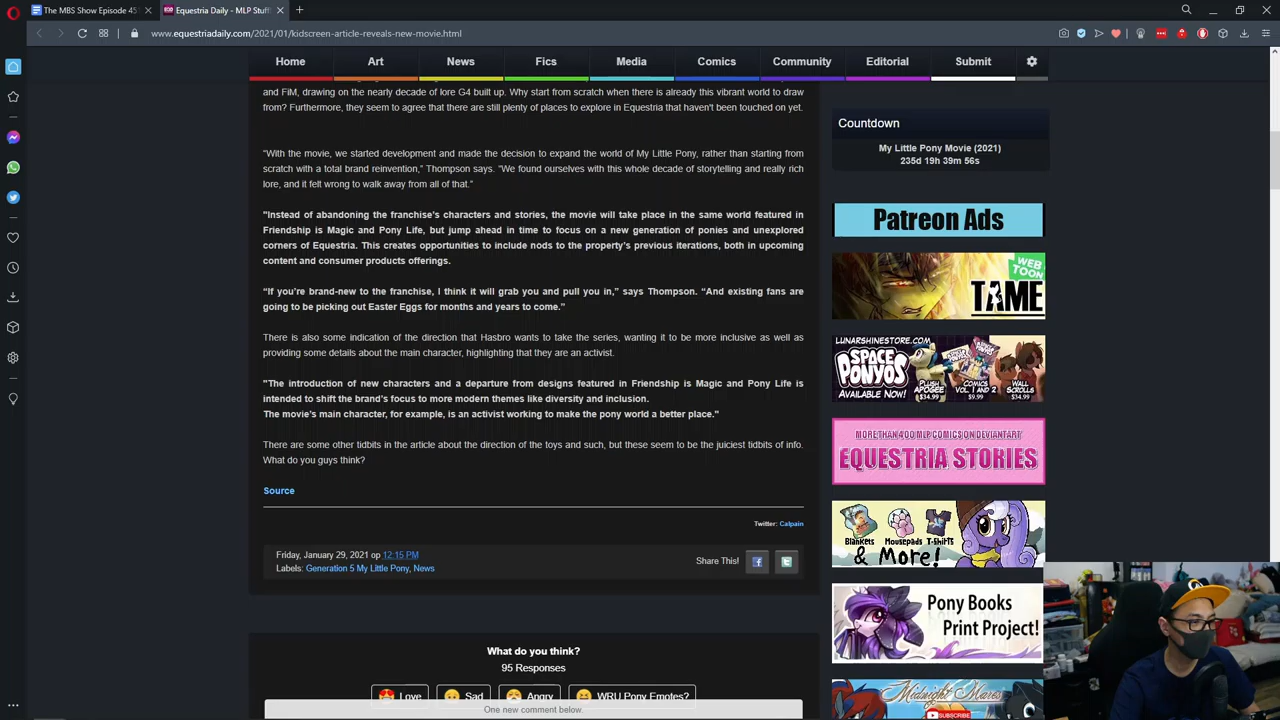 The MBS Show Episode 45
Equestria Daily - MLP Stuff
www.equestriadaily.com/2021/01/kidscreen-article-reveals-new-movie.html
Home
Art
News
Fics
Media
Comics
Community
Editorial
Submit
and FiM, drawing on the nearly decade of lore G4 built up. Why start from scratch when there is already this vibrant world to draw
from? Furthermore, they seem to agree that there are still plenty of places to explore in Equestria that haven't been touched on yet.
“With the movie, we started development and made the decision to expand the world of My Little Pony, rather than starting from
scratch with a total brand reinvention,” Thompson says. “We found ourselves with this whole decade of storytelling and really rich
lore, and it felt wrong to walk away from all of that.”
"Instead of abandoning the franchise’s characters and stories, the movie will take place in the same world featured in
Friendship is Magic and Pony Life, but jump ahead in time to focus on a new generation of ponies and unexplored
corners of Equestria. This creates opportunities to include nods to the property’s previous iterations, both in upcoming
content and consumer products offerings.
“If you’re brand-new to the franchise, I think it will grab you and pull you in,” says Thompson. “And existing fans are
going to be picking out Easter Eggs for months and years to come.”
There is also some indication of the direction that Hasbro wants to take the series, wanting it to be more inclusive as well as
providing some details about the main character, highlighting that they are an activist.
"The introduction of new characters and a departure from designs featured in Friendship is Magic and Pony Life is
intended to shift the brand’s focus to more modern themes like diversity and inclusion.
The movie’s main character, for example, is an activist working to make the pony world a better place."
There are some other tidbits in the article about the direction of the toys and such, but these seem to be the juiciest tidbits of info.
What do you guys think?
Source
Twitter: Calpain
Friday, January 29, 2021 op 12:15 PM
Labels: Generation 5 My Little Pony, News
Share This!
What do you think?
95 Responses
Love
Sad
Angry
WRU Pony Emotes?
One new comment below.
Countdown
My Little Pony Movie (2021)
235d 19h 39m 56s
Patreon Ads
WEB
TOON
TAME
LUNARSHINESTORE.COM
SPACE
PONYOS
AVAILABLE NOW!
PLUSH
APOGEE
$34.99
COMICS
VOL. 1 AND 2
$9.99
WALL
SCROLLS
$34.99
MORE THAN 400 MLP COMICS ON DEVIANTART
EQUESTRIA STORIES
Blankets
Mousepads
T-Shirts
& More!
Pony Books
Print Project!
Midnight Mares
SUBSCRIBE